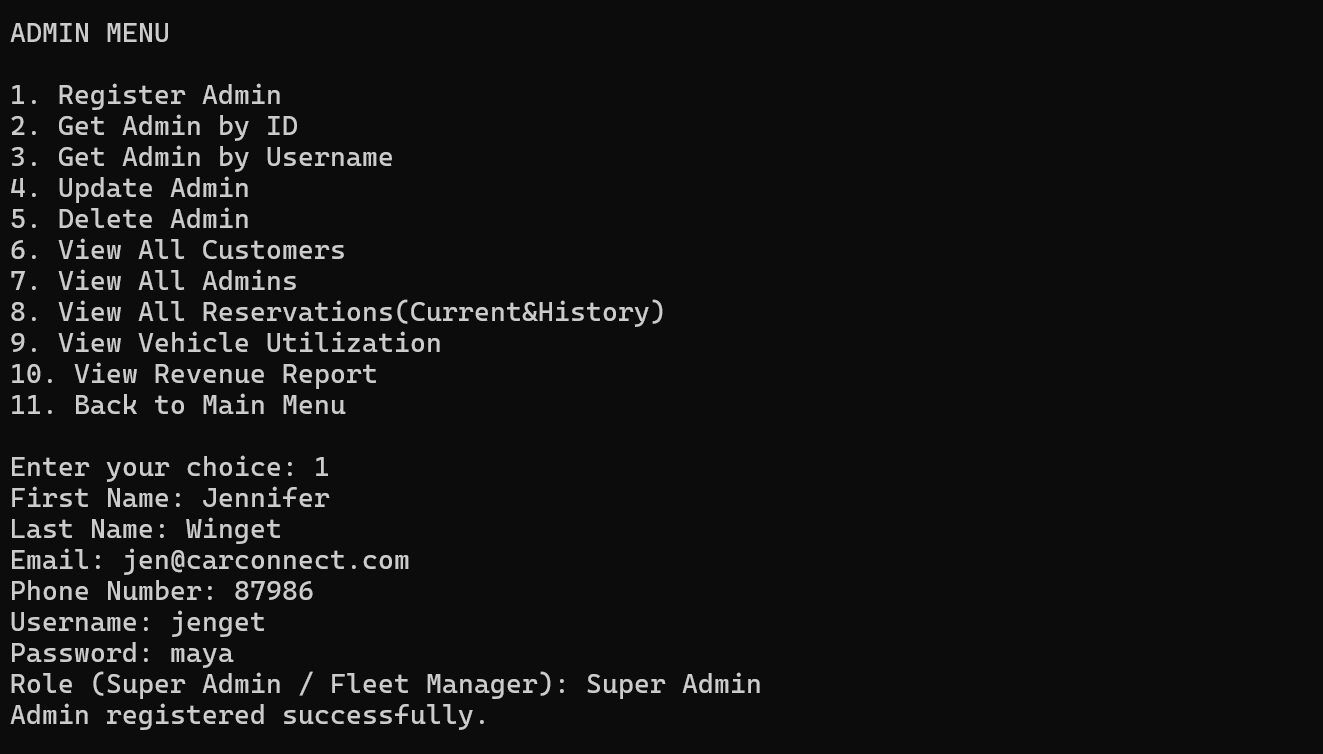 ADMIN MENU
1. Register Admin
2. Get Admin by ID
3. Get Admin by Username
4. Update Admin
5. Delete Admin
6. View All Customers
7. View All Admins
8. View All Reservations(Current&History)
9. View Vehicle Utilization
10. View Revenue Report
11. Back to Main Menu
Enter your choice: 1
First Name: Jennifer
Last Name: Winget
Email: jen@carconnect.com
Phone Number: 87986
Username: jenget
Password: maya
Role (Super Admin / Fleet Manager): Super Admin
Admin registered successfully.